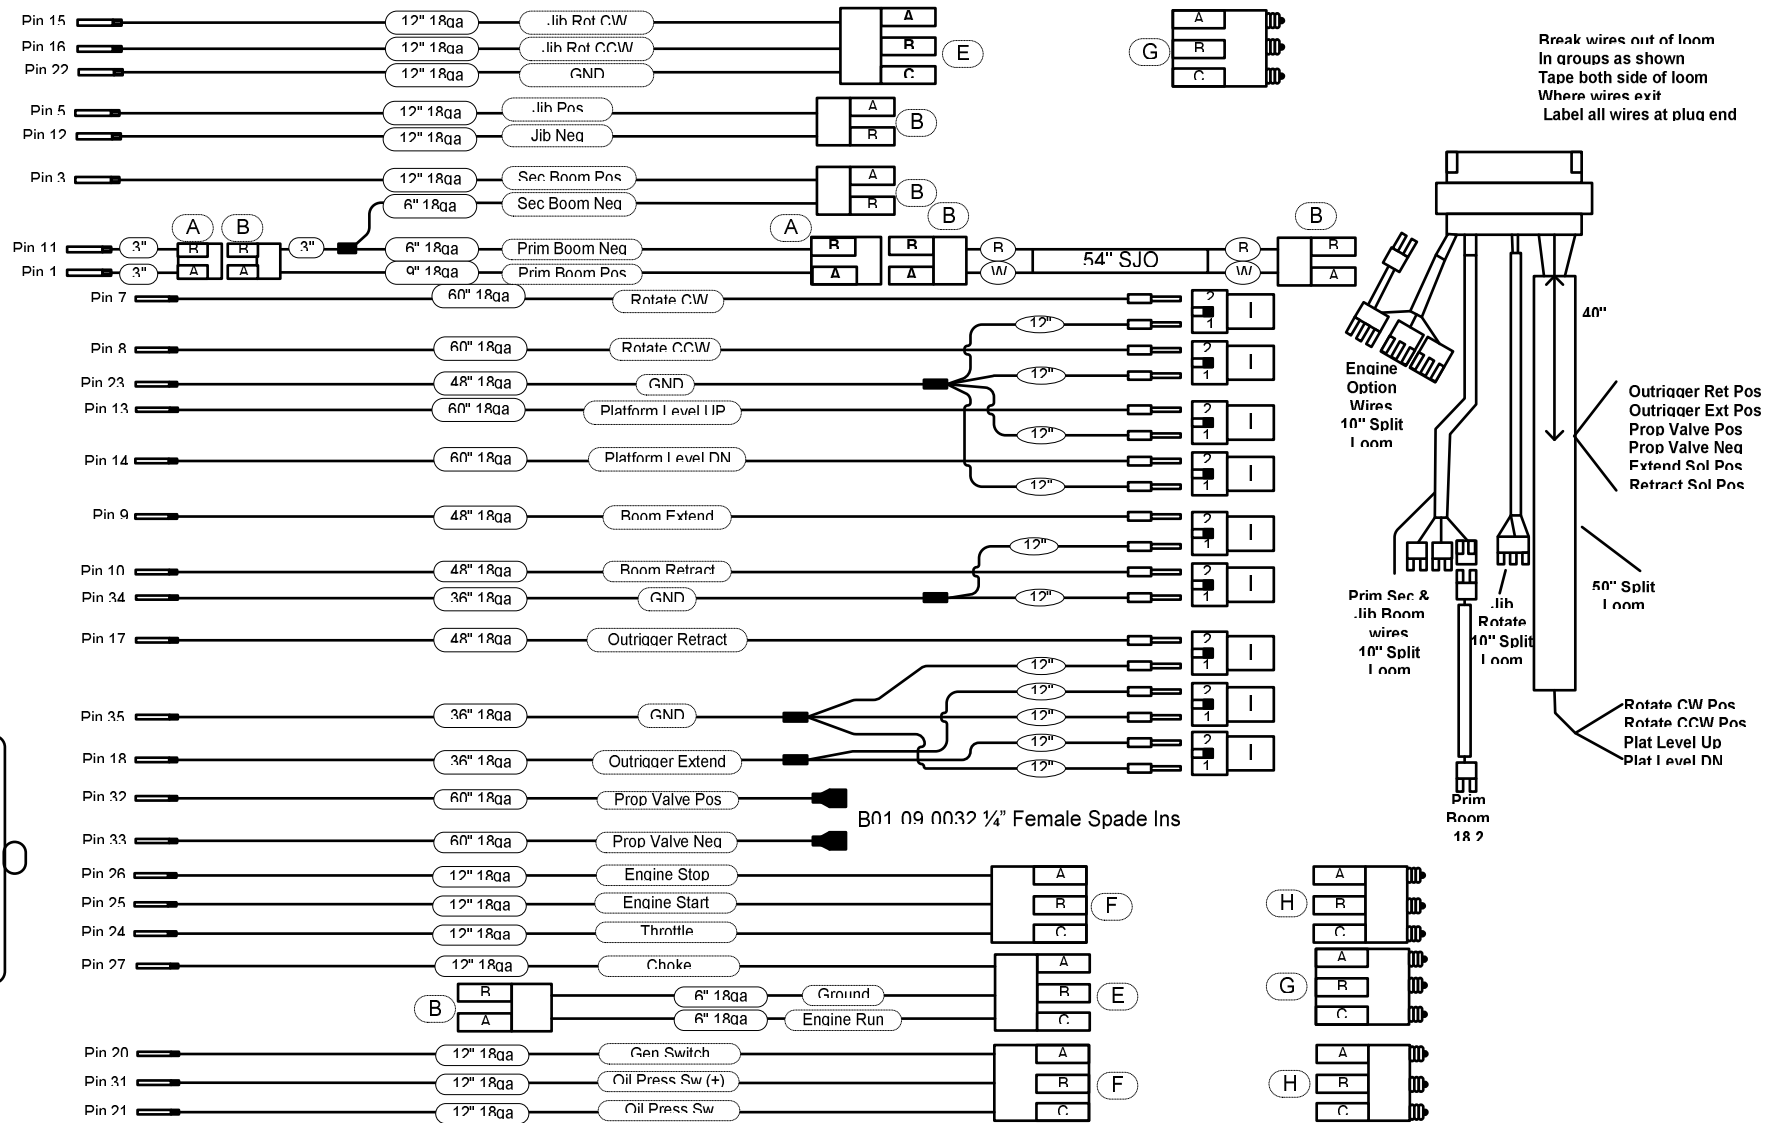 Pin 15 12" 18ga Jib Rot CW A
Pin 16 12" 18ga Jib Rot CCW B E
Pin 22 12" 18ga GND C
A
G B
C
Break wires out of loom
In groups as shown
Tape both side of loom
Where wires exit
Label all wires at plug end
Pin 5 12" 18ga Jib Pos A
Pin 12 12" 18ga Jib Neg B B
Pin 3 12" 18ga Sec Boom Pos A
6" 18ga Sec Boom Neg B B
A B A B B
Pin 11 3" B B 3" 6" 18ga Prim Boom Neg B B B 54" SJO B B
Pin 1 3" A A 9" 18ga Prim Boom Pos A A W W A
Pin 7 60" 18ga Rotate CW 2 I
12" 1
Pin 8 60" 18ga Rotate CCW 2 I
Pin 23 48" 18ga GND 12" 1
Pin 13 60" 18ga Platform Level UP 2 I
12" 1
Pin 14 60" 18ga Platform Level DN 2 I
12" 1
Pin 9 48" 18ga Boom Extend 2 I
12" 1
Pin 10 48" 18ga Boom Retract 2 I
Pin 34 36" 18ga GND 12" 1
Pin 17 48" 18ga Outrigger Retract 2 I
12" 1
12" 2 I
Pin 35 36" 18ga GND 12" 1
12" 2 I
Pin 18 36" 18ga Outrigger Extend
12" 1
Pin 32 60" 18ga Prop Valve Pos
B01 09 0032 ¼” Female Spade Ins
Pin 33 60" 18ga Prop Valve Neg
Pin 26 12" 18ga Engine Stop A
Pin 25 12" 18ga Engine Start B F
Pin 24 12" 18ga Throttle C
A
H B
C
Pin 27 12" 18ga Choke A
B B 6" 18ga Ground B E
A 6" 18ga Engine Run C
A
G B
C
Pin 20 12" 18ga Gen Switch A
Pin 31 12" 18ga Oil Press Sw (+) B F
Pin 21 12" 18ga Oil Press Sw C
A
H B
C
40"
Engine
Option
Wires
10" Split
Loom
Outrigger Ret Pos
Outrigger Ext Pos
Prop Valve Pos
Prop Valve Neg
Extend Sol Pos
Retract Sol Pos
50" Split
Loom
Prim Sec &
Jib Boom
wires
10" Split
Loom
Jib
Rotate
10" Split
Loom
Rotate CW Pos
Rotate CCW Pos
Plat Level Up
Plat Level DN
Prim
Boom
18 2